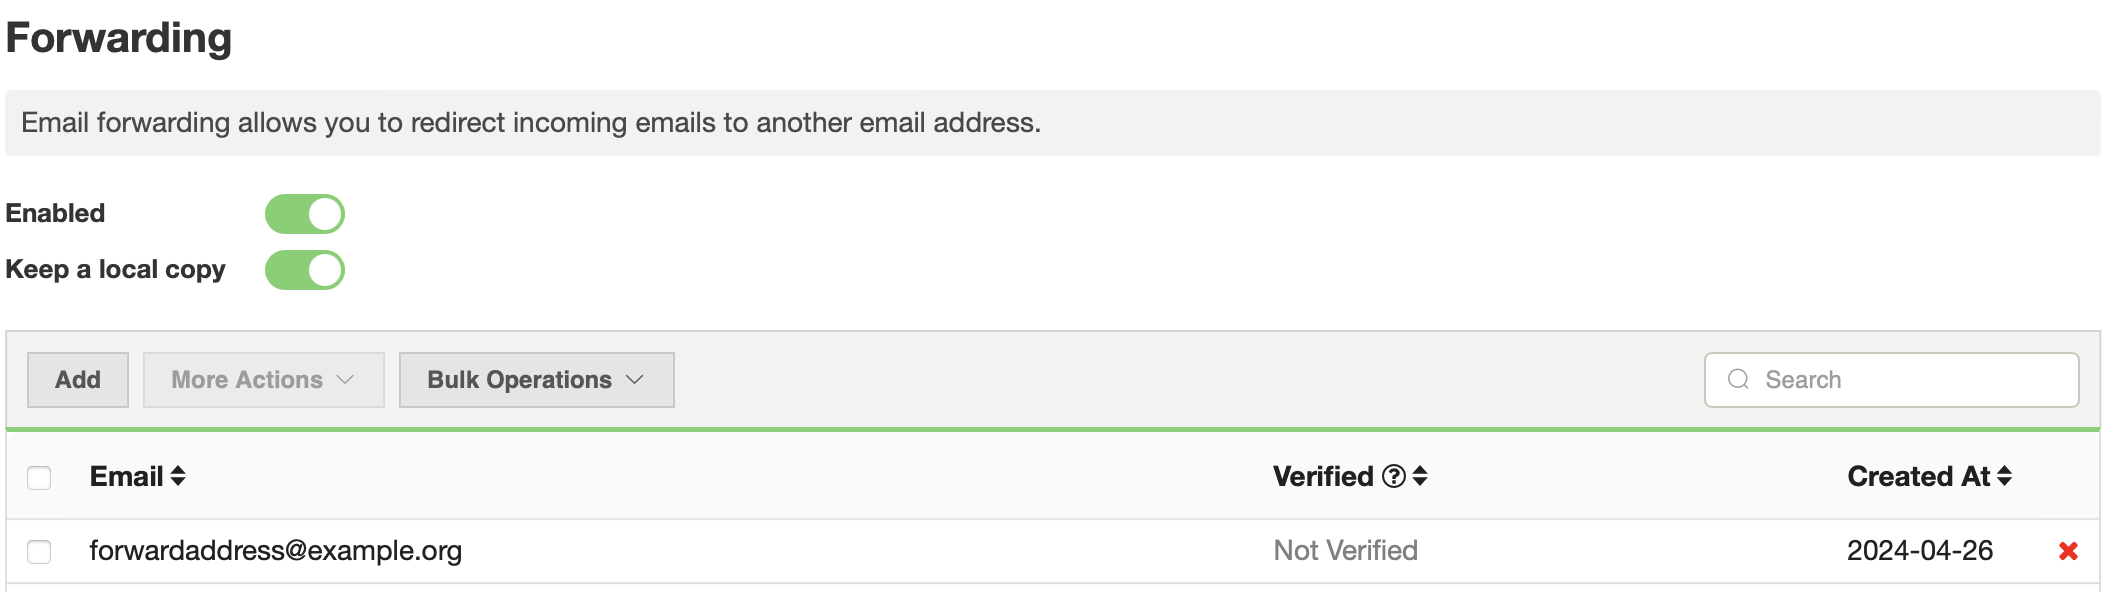 Forwarding
Email forwarding allows you to redirect incoming emails to another email address.
Enabled
Keep a local copy
Add More Actions Bulk Operations Search
Email Verified ? Created At
forwardaddress@example.org Not Verified 2024-04-26